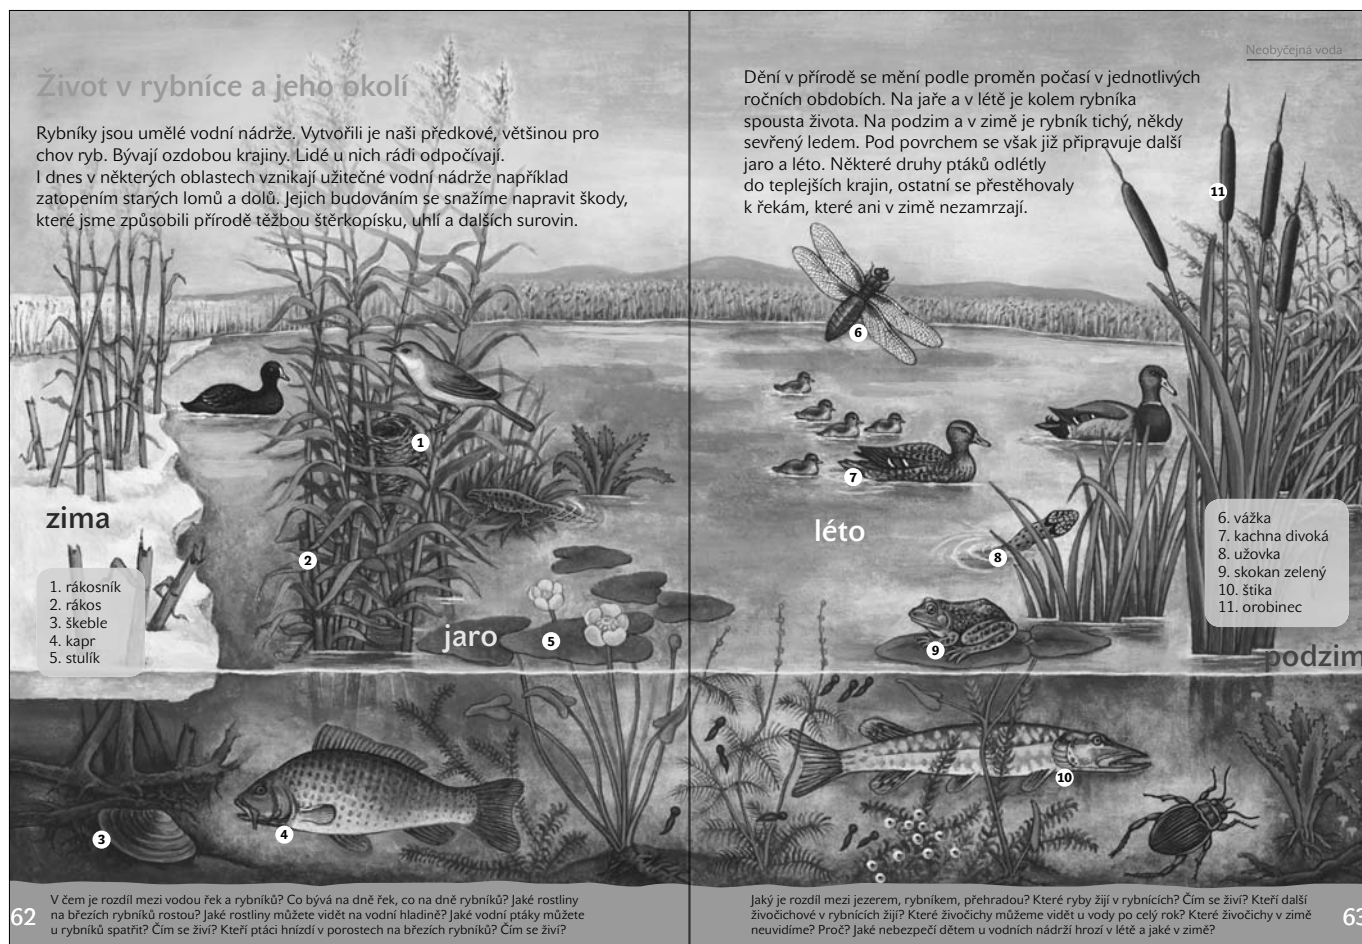 Neobyčejná voda
Život v rybníce a jeho okolí
Rybníky jsou umělé vodní nádrže. Vytvořili je naši předkové, většinou pro
chov ryb. Bývají ozdobou krajiny. Lidé u nich rádi odpočívají.
I dnes v některých oblastech vznikají užitečné vodní nádrže například
zatopením starých lomů a dolů. Jejich budováním se snažíme napravit škody,
které jsme způsobili přírodě těžbou štěrkopísku, uhlí a dalších surovin.
Dění v přírodě se mění podle proměn počasí v jednotlivých
ročních obdobích. Na jaře a v létě je kolem rybníka
spousta života. Na podzim a v zimě je rybník tichý, někdy
sevřený ledem. Pod povrchem se však již připravuje další
jaro a léto. Některé druhy ptáků odlétly
do teplejších krajin, ostatní se přestěhovaly
k řekám, které ani v zimě nezamrzají.
11
6
1
7
zima
léto
2
8
1. rákosník
2. rákos
3. škeble
4. kapr
5. stulík
6. vážka
7. kachna divoká
8. užovka
9. skokan zelený
10. štika
11. orobinec
jaro
5
9
podzim
10
3
4
62
V čem je rozdíl mezi vodou řek a rybníků? Co bývá na dně řek, co na dně rybníků? Jaké rostliny
na březích rybníků rostou? Jaké rostliny můžete vidět na vodní hladině? Jaké vodní ptáky můžete
u rybníků spatřit? Čím se živí? Kteří ptáci hnízdí v porostech na březích rybníků? Čím se živí?
Jaký je rozdíl mezi jezerem, rybníkem, přehradou? Které ryby žijí v rybnících? Čím se živí? Kteří další
živočichové v rybnících žijí? Které živočichy můžeme vidět u vody po celý rok? Které živočichy v zimě
neuvidíme? Proč? Jaké nebezpečí dětem u vodních nádrží hrozí v létě a jaké v zimě?
63